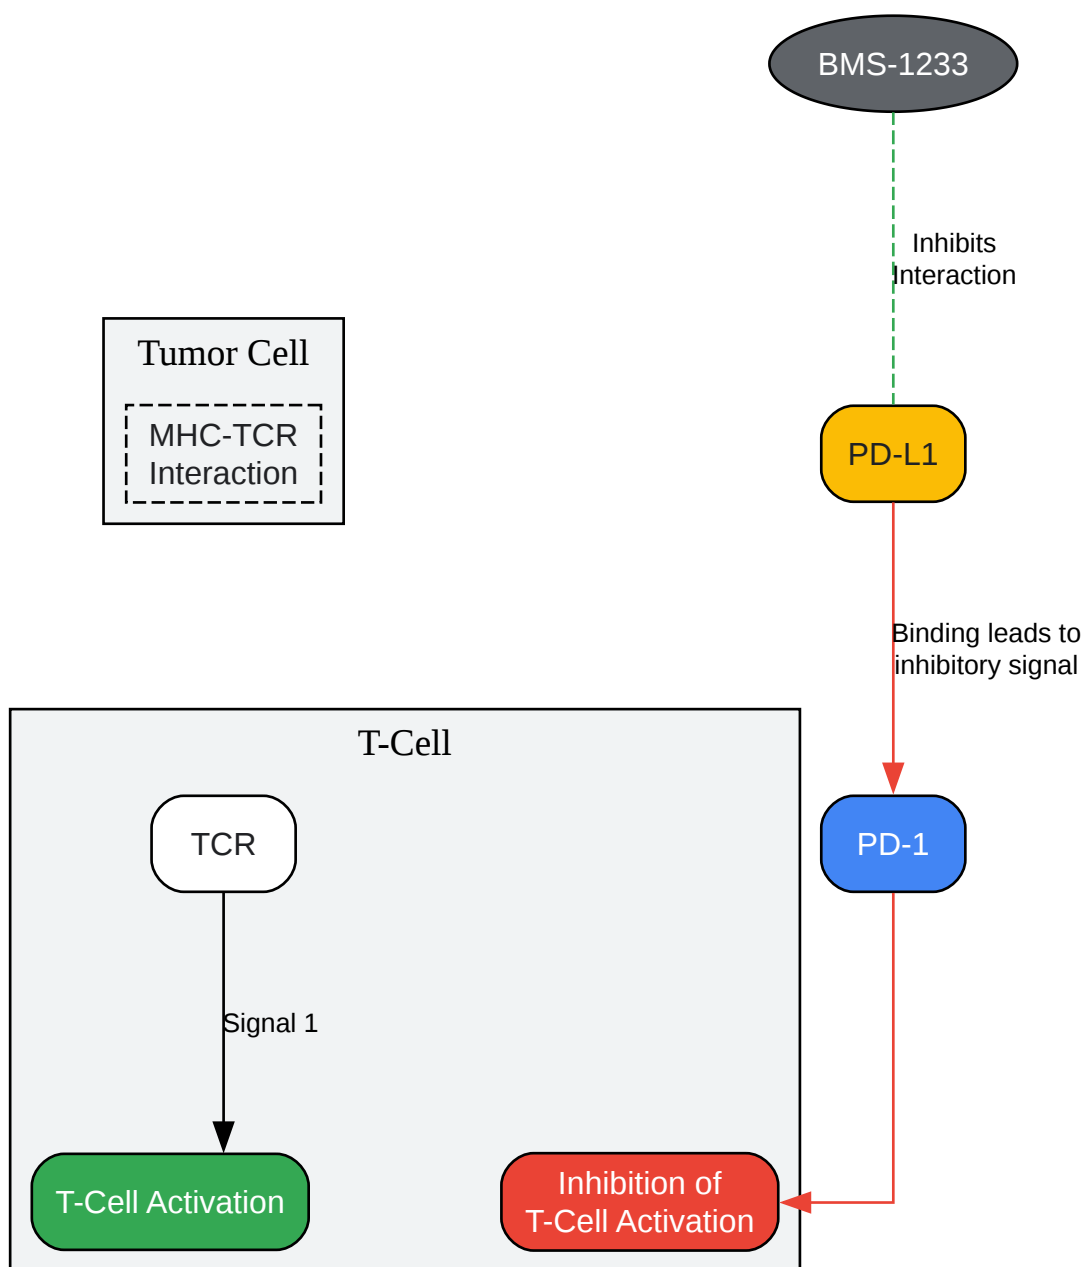 BMS-1233
Inhibits
Interaction
Tumor Cell
MHC-TCR
Interaction
PD-L1
Binding leads to
inhibitory signal
T-Cell
TCR
PD-1
Signal 1
T-Cell Activation
Inhibition of
T-Cell Activation